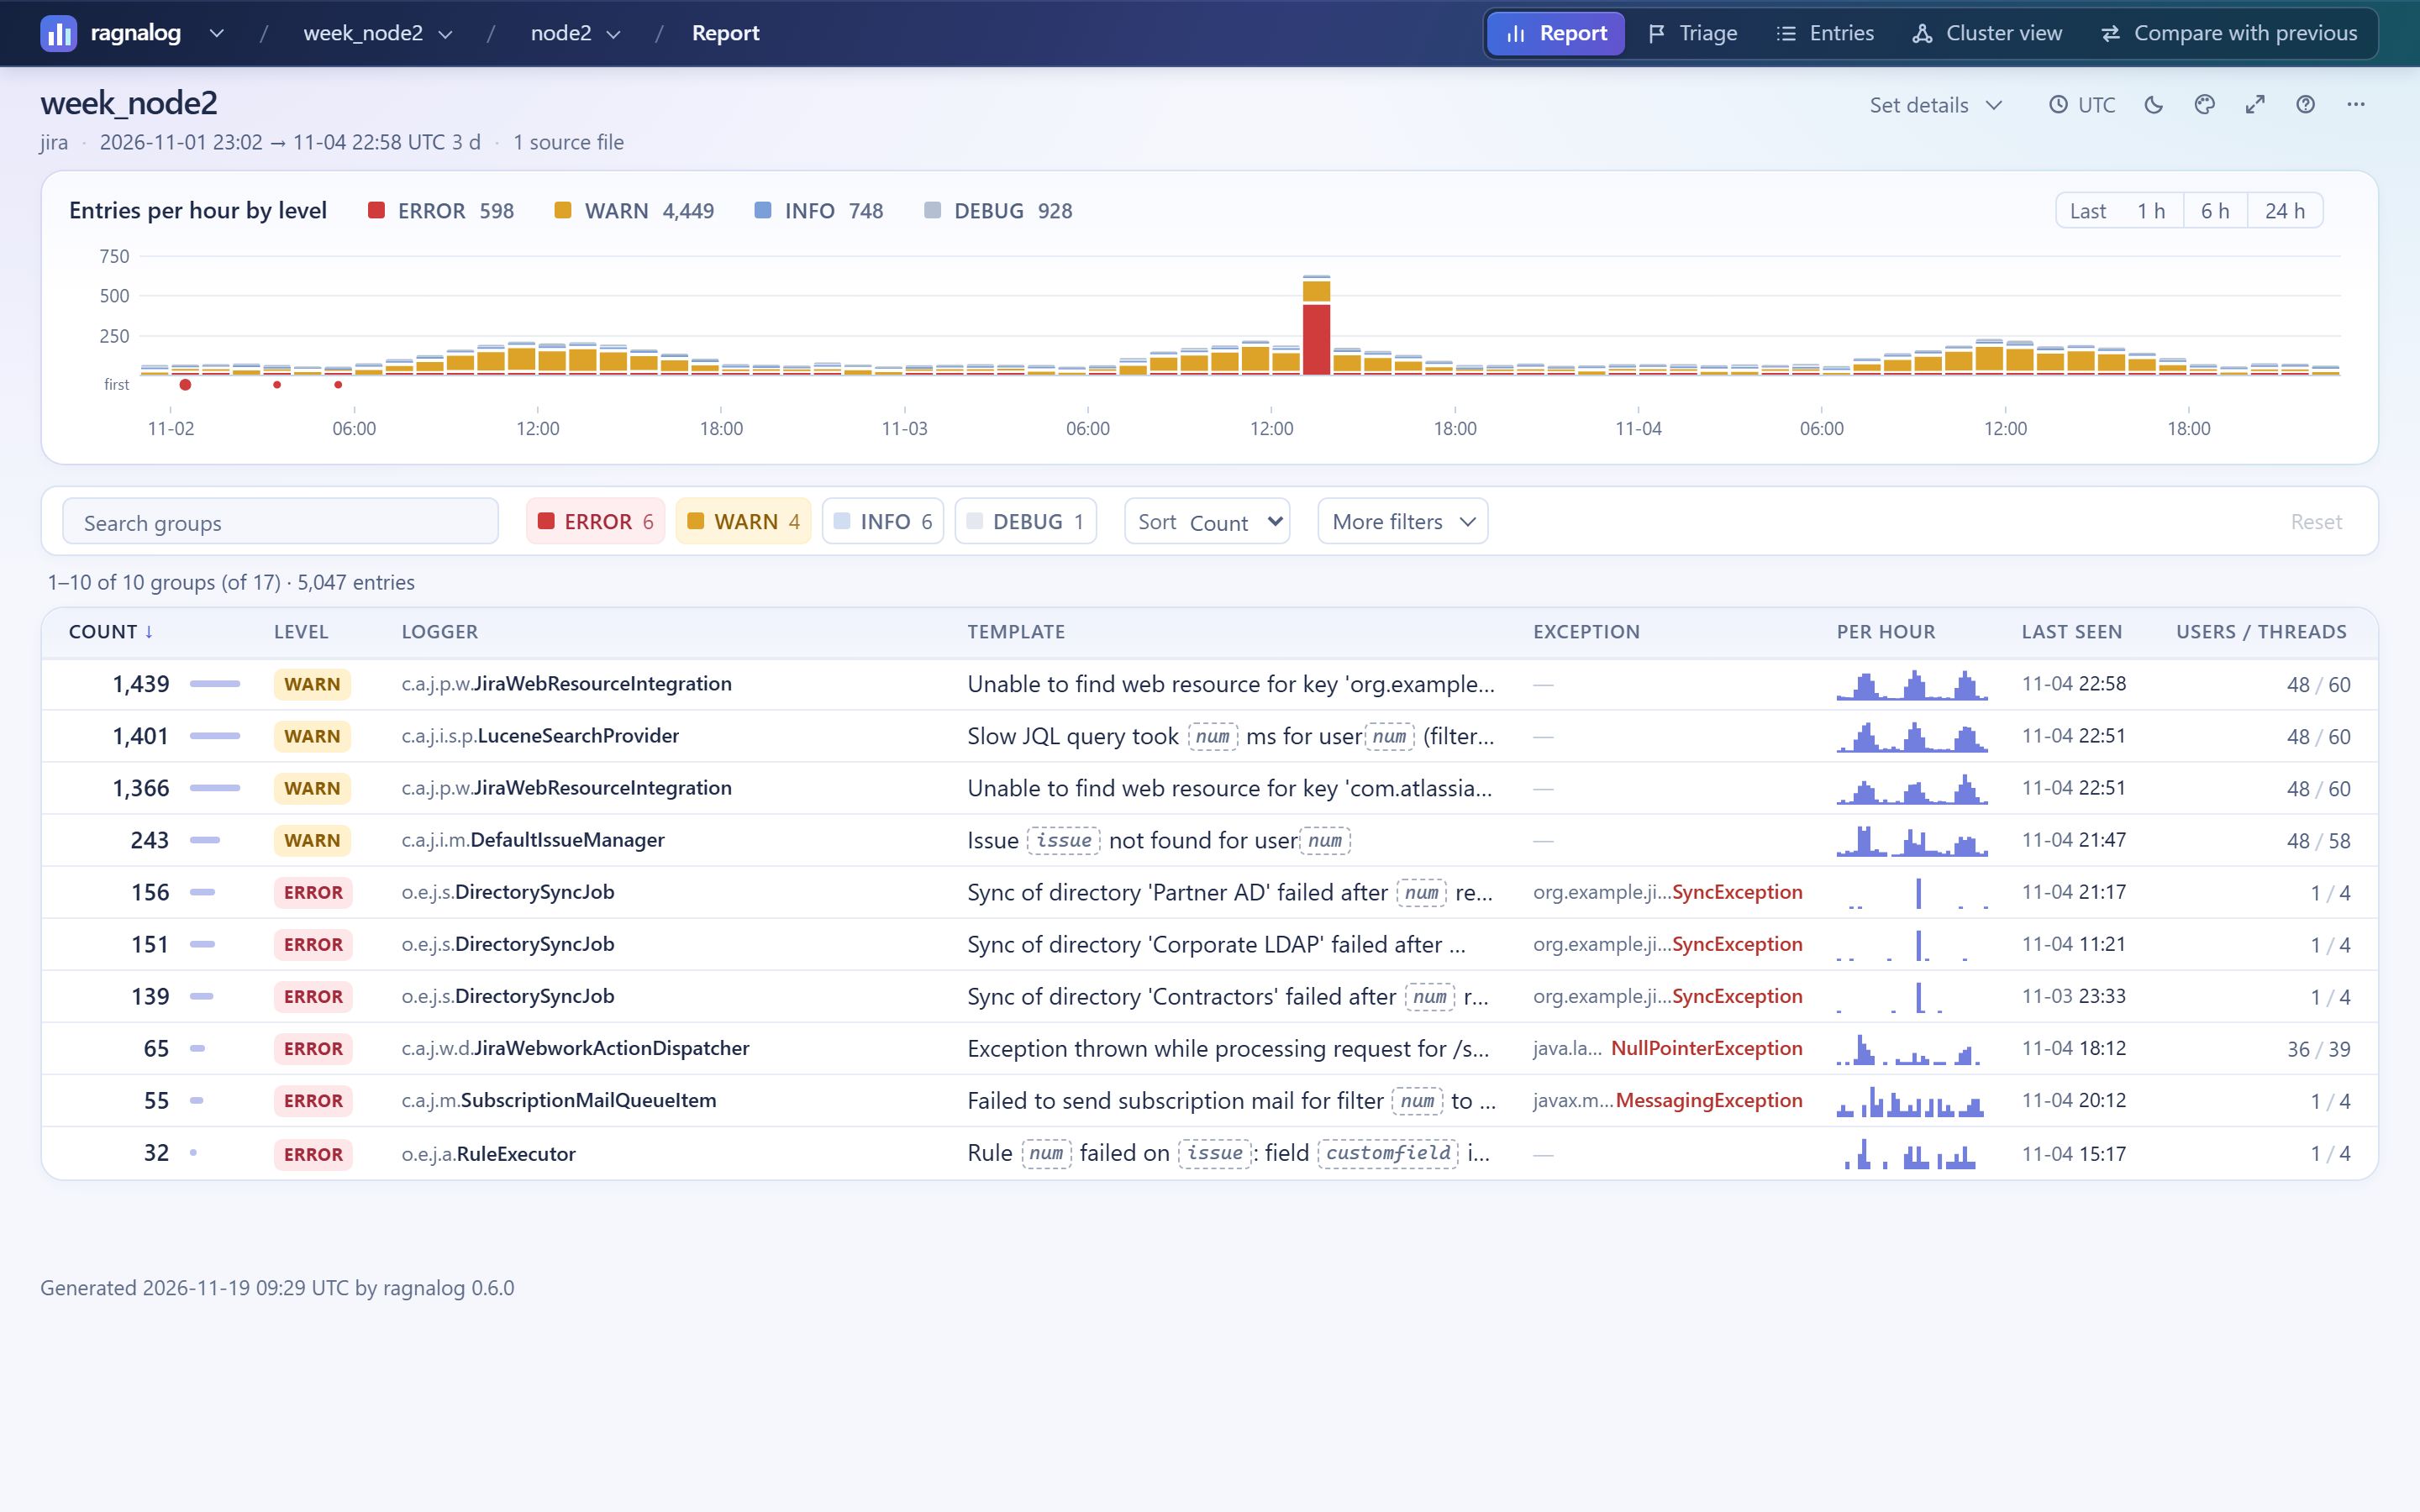 ragnalog / week_node2 / node2 / Report
Report Triage Entries Cluster view Compare with previous
week_node2
Set details UTC
jira · 2026-11-01 23:02 → 11-04 22:58 UTC 3 d · 1 source file
Entries per hour by level ERROR 598 WARN 4,449 INFO 748 DEBUG 928
Last 1 h 6 h 24 h
750
500
250
first
11-02 06:00 12:00 18:00 11-03 06:00 12:00 18:00 11-04 06:00 12:00 18:00
Search groups ERROR 6 WARN 4 INFO 6 DEBUG 1 Sort Count More filters Reset
1–10 of 10 groups (of 17) · 5,047 entries
COUNT ↓ LEVEL LOGGER TEMPLATE EXCEPTION PER HOUR LAST SEEN USERS / THREADS
1,439 WARN c.a.j.p.w.JiraWebResourceIntegration Unable to find web resource for key 'org.example... — 11-04 22:58 48 / 60
1,401 WARN c.a.j.i.s.p.LuceneSearchProvider Slow JQL query took num ms for user num (filter... — 11-04 22:51 48 / 60
1,366 WARN c.a.j.p.w.JiraWebResourceIntegration Unable to find web resource for key 'com.atlassia... — 11-04 22:51 48 / 60
243 WARN c.a.j.i.m.DefaultIssueManager Issue issue not found for user num — 11-04 21:47 48 / 58
156 ERROR o.e.j.s.DirectorySyncJob Sync of directory 'Partner AD' failed after num re... org.example.ji...SyncException 11-04 21:17 1 / 4
151 ERROR o.e.j.s.DirectorySyncJob Sync of directory 'Corporate LDAP' failed after ... org.example.ji...SyncException 11-04 11:21 1 / 4
139 ERROR o.e.j.s.DirectorySyncJob Sync of directory 'Contractors' failed after num r... org.example.ji...SyncException 11-03 23:33 1 / 4
65 ERROR c.a.j.w.d.JiraWebworkActionDispatcher Exception thrown while processing request for /s... java.la... NullPointerException 11-04 18:12 36 / 39
55 ERROR c.a.j.m.SubscriptionMailQueueItem Failed to send subscription mail for filter num to ... javax.m...MessagingException 11-04 20:12 1 / 4
32 ERROR o.e.j.a.RuleExecutor Rule num failed on issue: field customfield i... — 11-04 15:17 1 / 4
Generated 2026-11-19 09:29 UTC by ragnalog 0.6.0